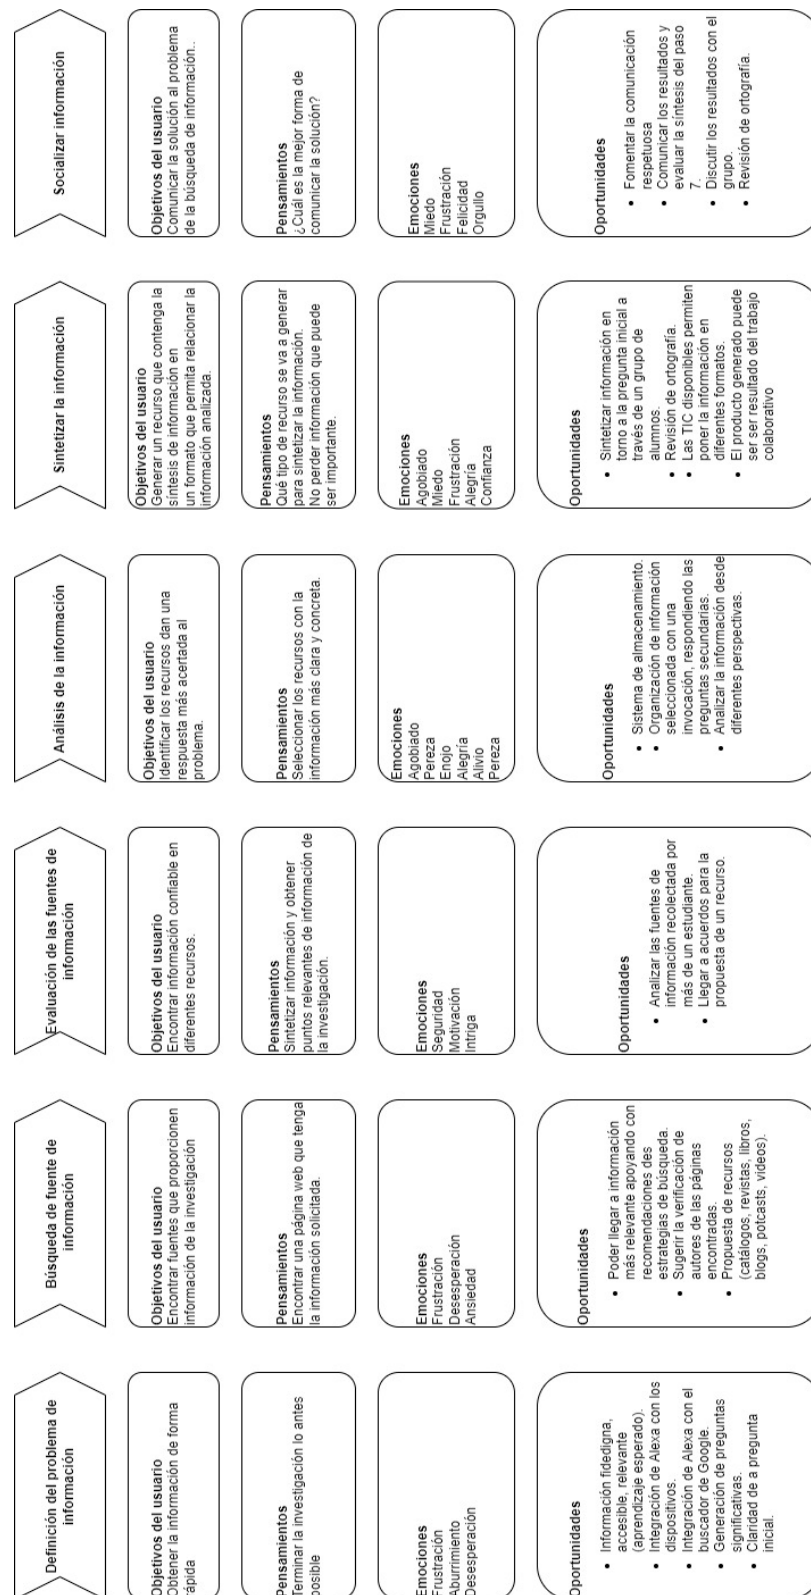 Definición del problema de
información
Búsqueda de fuente de
información
Evaluación de las fuentes de
información
Análisis de la información
Sintetizar la información
Socializar información
Objetivos del usuario
Obtener la información de forma
rápida
Objetivos del usuario
Encontrar fuentes que proporcionen
información de la investigación
Objetivos del usuario
Encontrar información confiable en
diferentes recursos.
Objetivos del usuario
Identificar los recursos dan una
respuesta más acertada al
problema.
Objetivos del usuario
Generar un recurso que contenga la
síntesis de información en
un formato que permita relacionar la
información analizada.
Objetivos del usuario
Comunicar la solución al problema
de la búsqueda de información..
Pensamientos
Terminar la investigación lo antes
posible
Pensamientos
Encontrar una página web que tenga
la información solicitada.
Pensamientos
Sintetizar información y obtener
puntos relevantes de información de
la investigación.
Pensamientos
Seleccionar los recursos con la
información más clara y concreta.
Pensamientos
Qué tipo de recurso se va a generar
para sintetizar la información.
No perder información que puede
ser importante.
Pensamientos
¿Cuál es la mejor forma de
comunicar la solución?
Emociones
Frustración
Aburrimiento
Desesperación
Emociones
Frustración
Desesperación
Ansiedad
Emociones
Seguridad
Motivación
Intriga
Emociones
Agobiado
Pereza
Enojo
Alegría
Alivio
Pereza
Emociones
Agobiado
Miedo
Frustración
Alegría
Confianza
Emociones
Miedo
Frustración
Felicidad
Orgullo
Oportunidades
• Información fidedigna,
accesible, relevante
(aprendizaje esperado).
• Integración de Alexa con los
dispositivos.
• Integración de Alexa con el
buscador de Google.
• Generación de preguntas
significativas.
• Claridad de a pregunta
inicial.
Oportunidades
• Poder llegar a información
más relevante apoyando con
recomendaciones des
estrategias de búsqueda.
• Sugerir la verificación de
autores de las páginas
encontradas.
• Propuesta de recursos
(catálogos, revistas, libros,
blogs, potcasts, videos).
Oportunidades
• Analizar las fuentes de
información recolectada por
más de un estudiante.
• Llegar a acuerdos para la
propuesta de un recurso.
Oportunidades
• Sistema de almacenamiento.
• Organización de información
seleccionada con una
invocación, respondiendo las
preguntas secundarias.
• Analizar la información desde
diferentes perspectivas.
Oportunidades
• Sintetizar información en
torno a la pregunta inicial a
través de un grupo de
alumnos.
• Revisión de ortografía.
• Las TIC disponibles permiten
poner la información en
diferentes formatos.
• El producto generado puede
ser ser resultado del trabajo
colaborativo
Oportunidades
• Fomentar la comunicación
respetuosa
• Comunicar los resultados y
evaluar la síntesis del paso
7.
• Discutir los resultados con el
grupo.
• Revisión de ortografía.